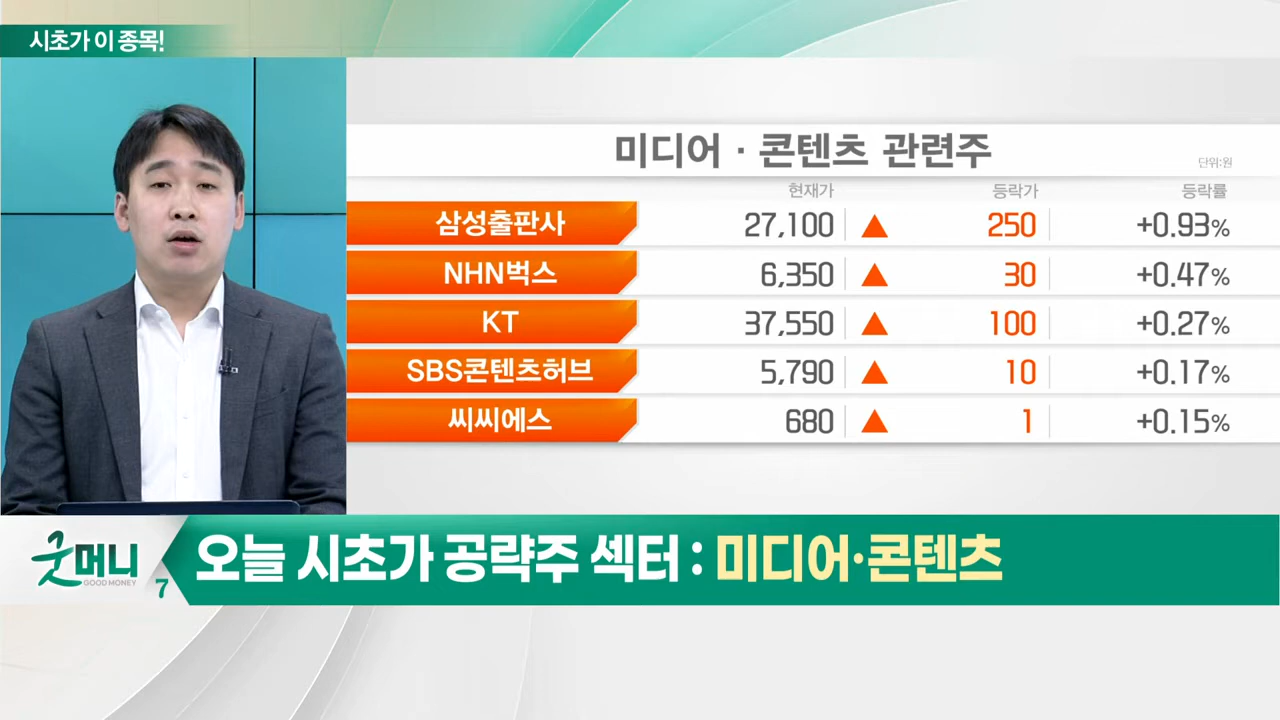 시초가 이 종목!
미디어 · 콘텐츠 관련주
단위:원
현재가 등락가 등락률
삼성출판사 27,100 ▲ 250 +0.93%
NHN벅스 6,350 ▲ 30 +0.47%
KT 37,550 ▲ 100 +0.27%
SBS콘텐츠허브 5,790 ▲ 10 +0.17%
씨씨에스 680 ▲ 1 +0.15%
굿머니
GOOD MONEY
7
오늘 시초가 공략주 섹터 : 미디어·콘텐츠